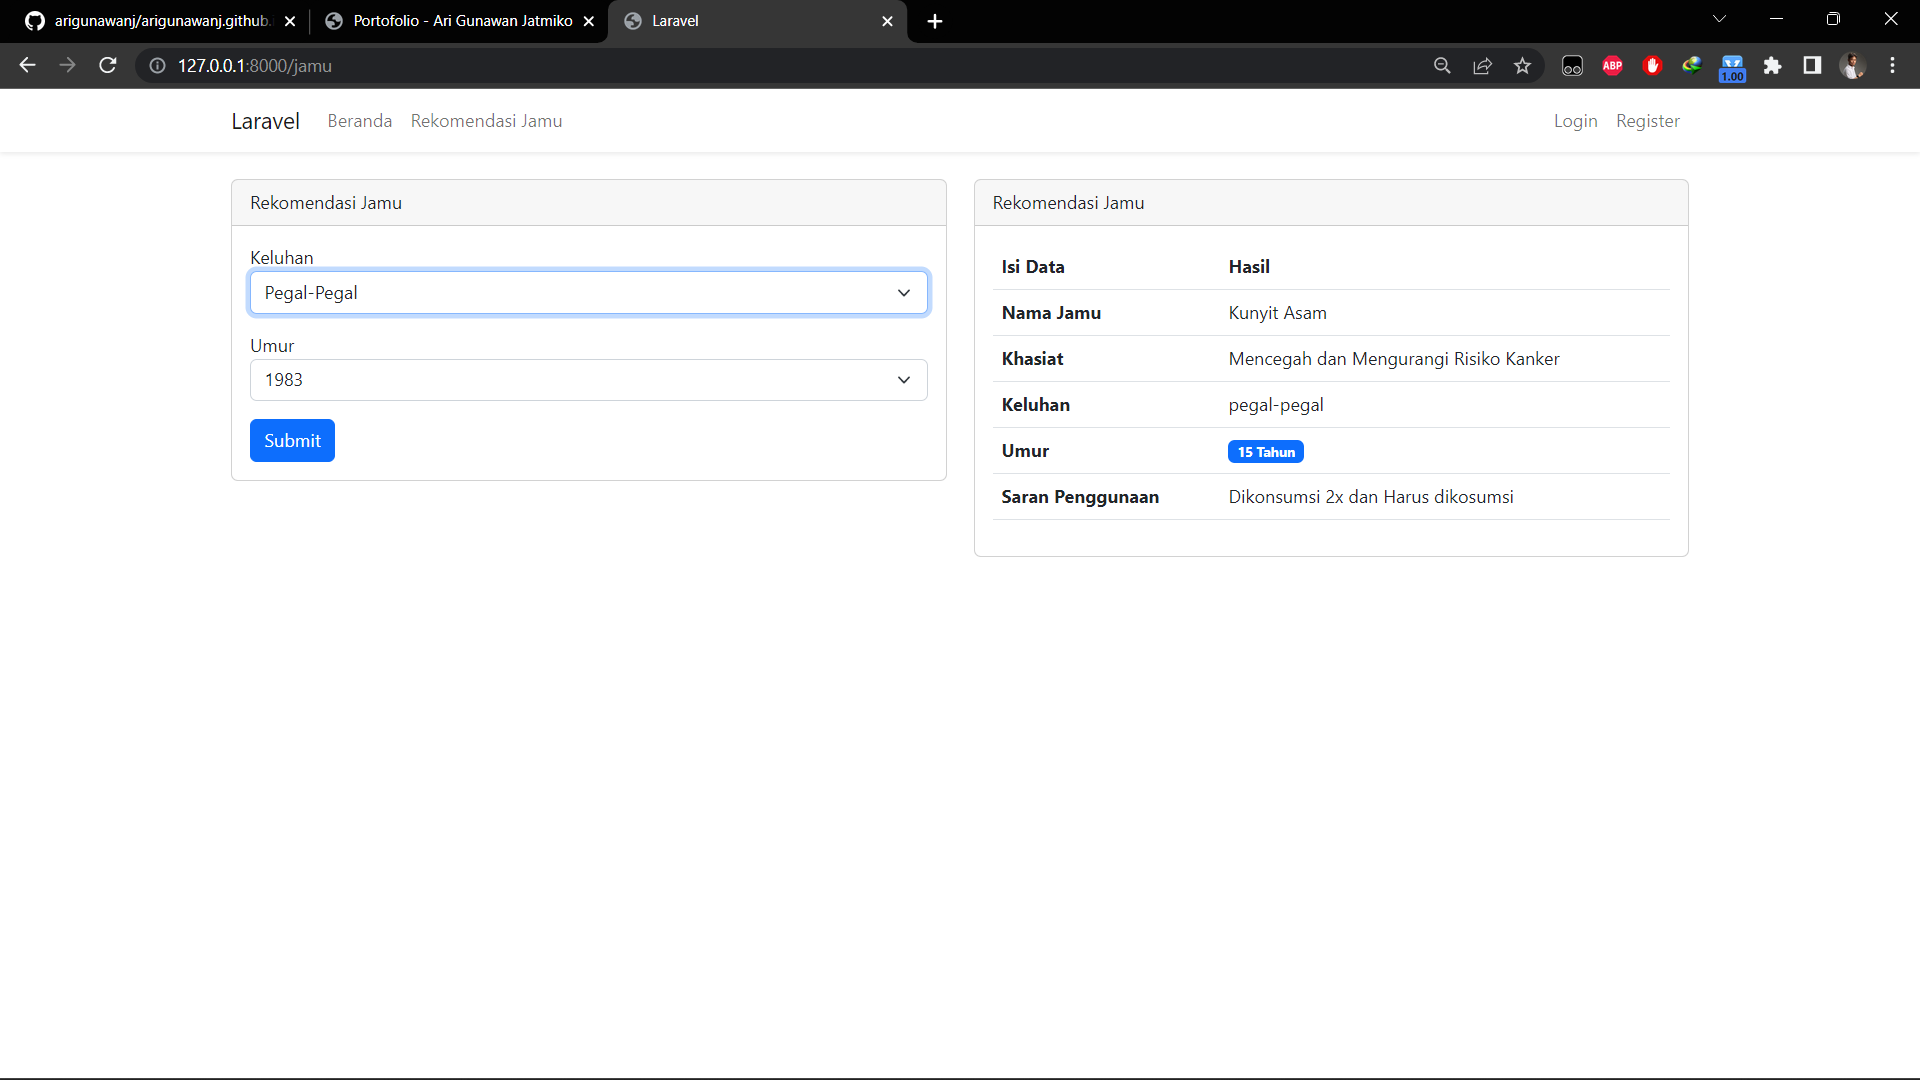 arigunawanj/arigunawanj.github.
Portofolio - Ari Gunawan Jatmiko
Laravel
127.0.0.1:8000/jamu
ABP
1.00
Laravel
Beranda
Rekomendasi Jamu
Login
Register
Rekomendasi Jamu
Keluhan
Pegal-Pegal
Umur
1983
Submit
Rekomendasi Jamu
Isi Data Hasil
Nama Jamu Kunyit Asam
Khasiat Mencegah dan Mengurangi Risiko Kanker
Keluhan pegal-pegal
Umur 15 Tahun
Saran Penggunaan Dikonsumsi 2x dan Harus dikosumsi